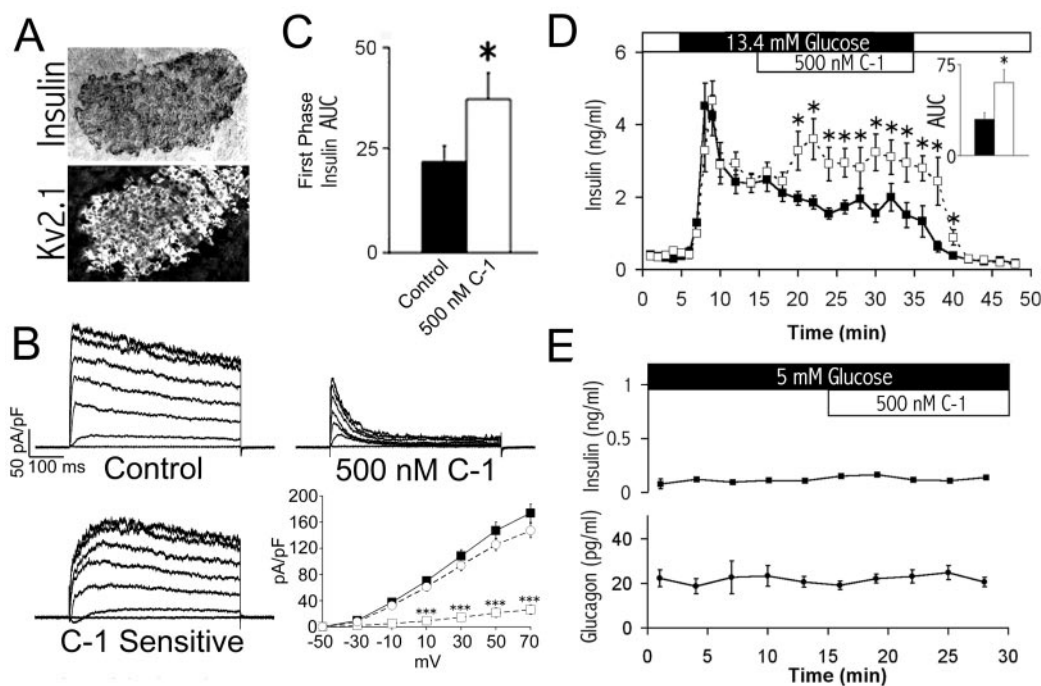 A
Insulin
Kv2.1
B
50 pA/pF
100 ms
Control
500 nM C-1
C-1 Sensitive
pA/pF
200
160
120
80
40
0
-50 -30 -10 10 30 50 70
mV
*** *** *** ***
C
First Phase
Insulin AUC
50
25
0
*
Control
500 nM C-1
D
13.4 mM Glucose
500 nM C-1
Insulin (ng/ml)
6
4
2
0
* * * * * * * * * * *
AUC
75
0
*
0 5 10 15 20 25 30 35 40 45 50
Time (min)
E
5 mM Glucose
500 nM C-1
Insulin (ng/ml)
1
0.5
0
Glucagon (pg/ml)
40
20
0
0 5 10 15 20 25 30
Time (min)